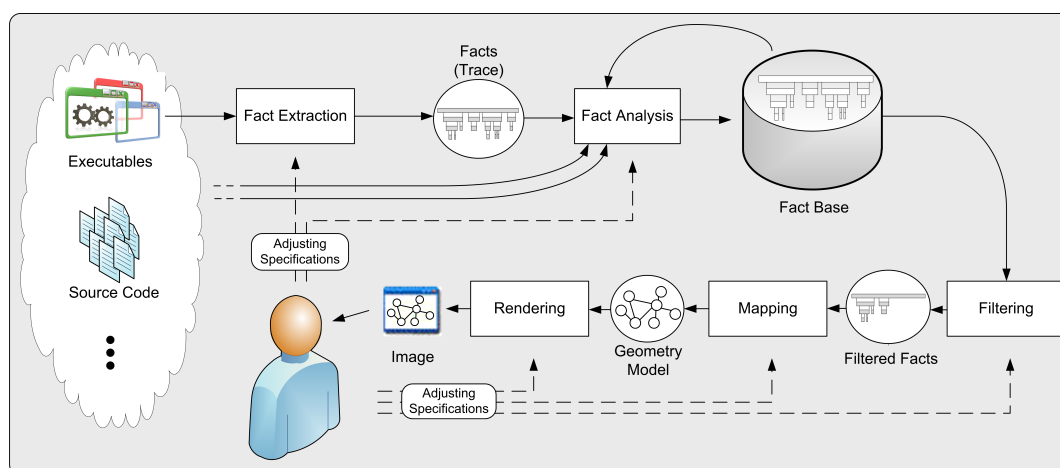 Facts
(Trace)
Fact Extraction
Fact Analysis
Executables
Fact Base
Adjusting
Specifications
Source Code
Rendering
Mapping
Filtering
Image
Geometry
Model
Filtered Facts
Adjusting
Specifications